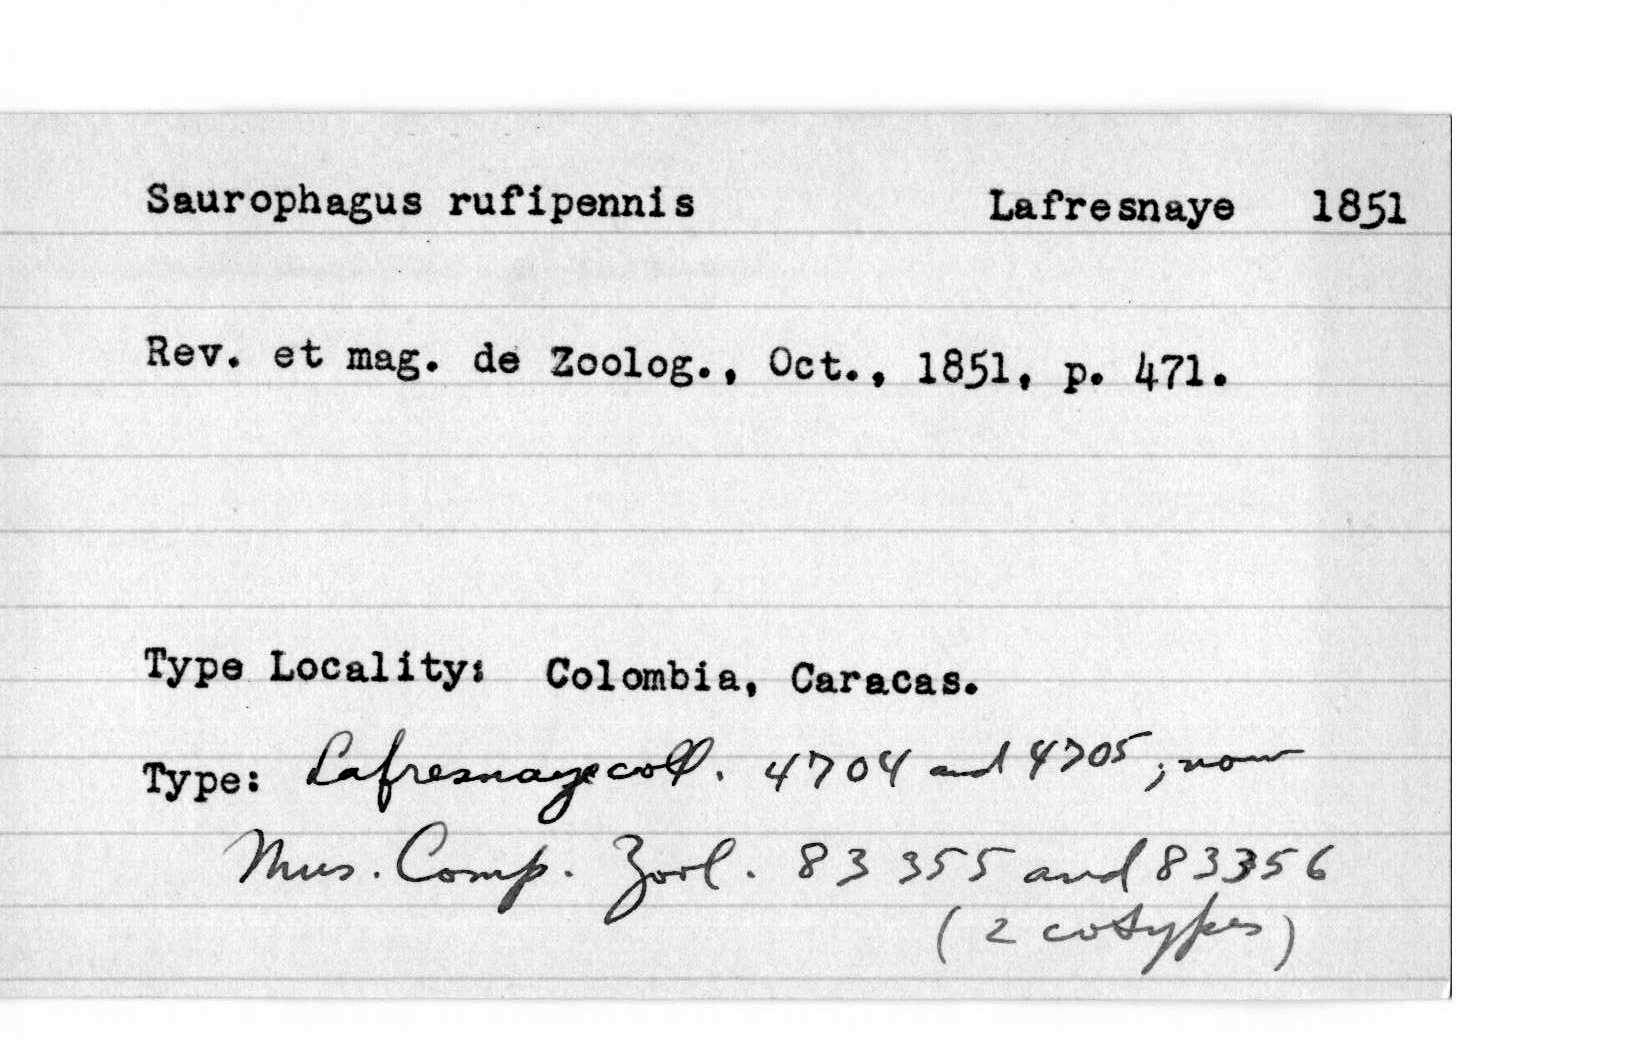 Saurophagus rufipennis Lafresnaye 1851
Rev. et mag. de Zoolog., Oct., 1851, p. 471.
Type Locality: Colombia, Caracas.
Type: Lafresnaye coll. 4704 and 4705; now
Mus. Comp. Zool. 83355 and 83356
(2 cotypes)